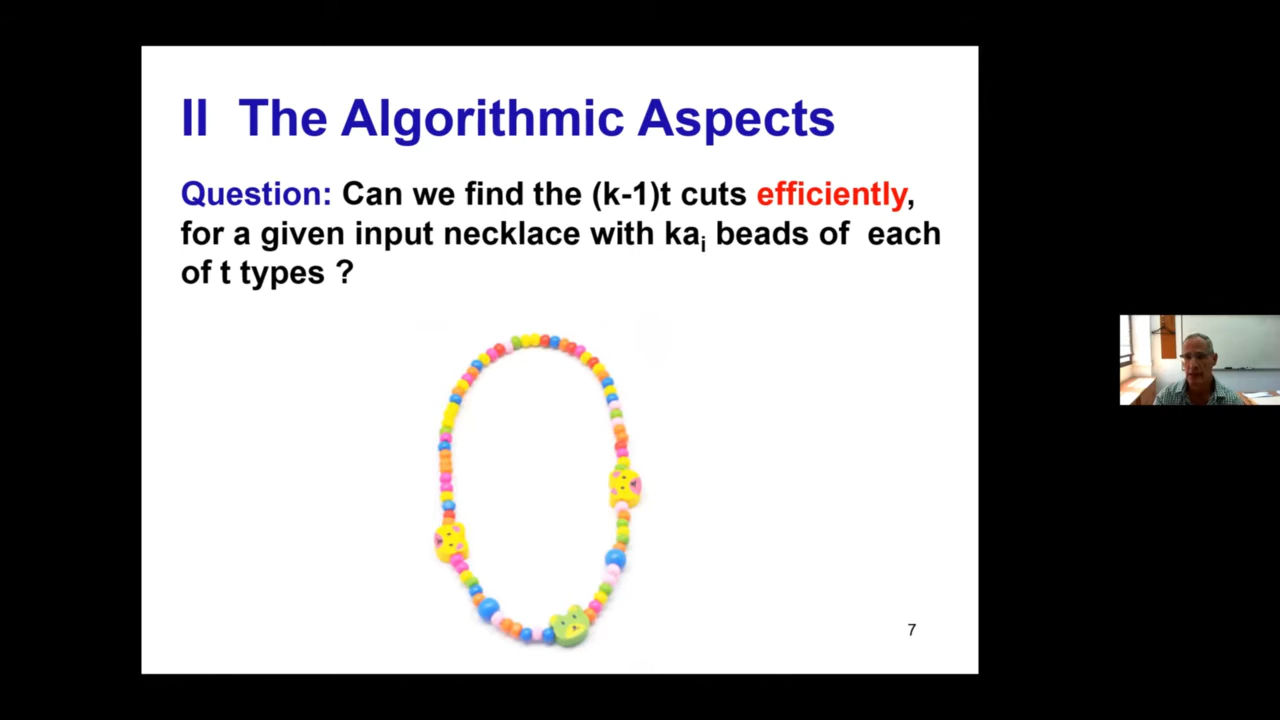 II The Algorithmic Aspects
Question: Can we find the (k-1)t cuts efficiently,
for a given input necklace with kaᵢ beads of each
of t types ?
7